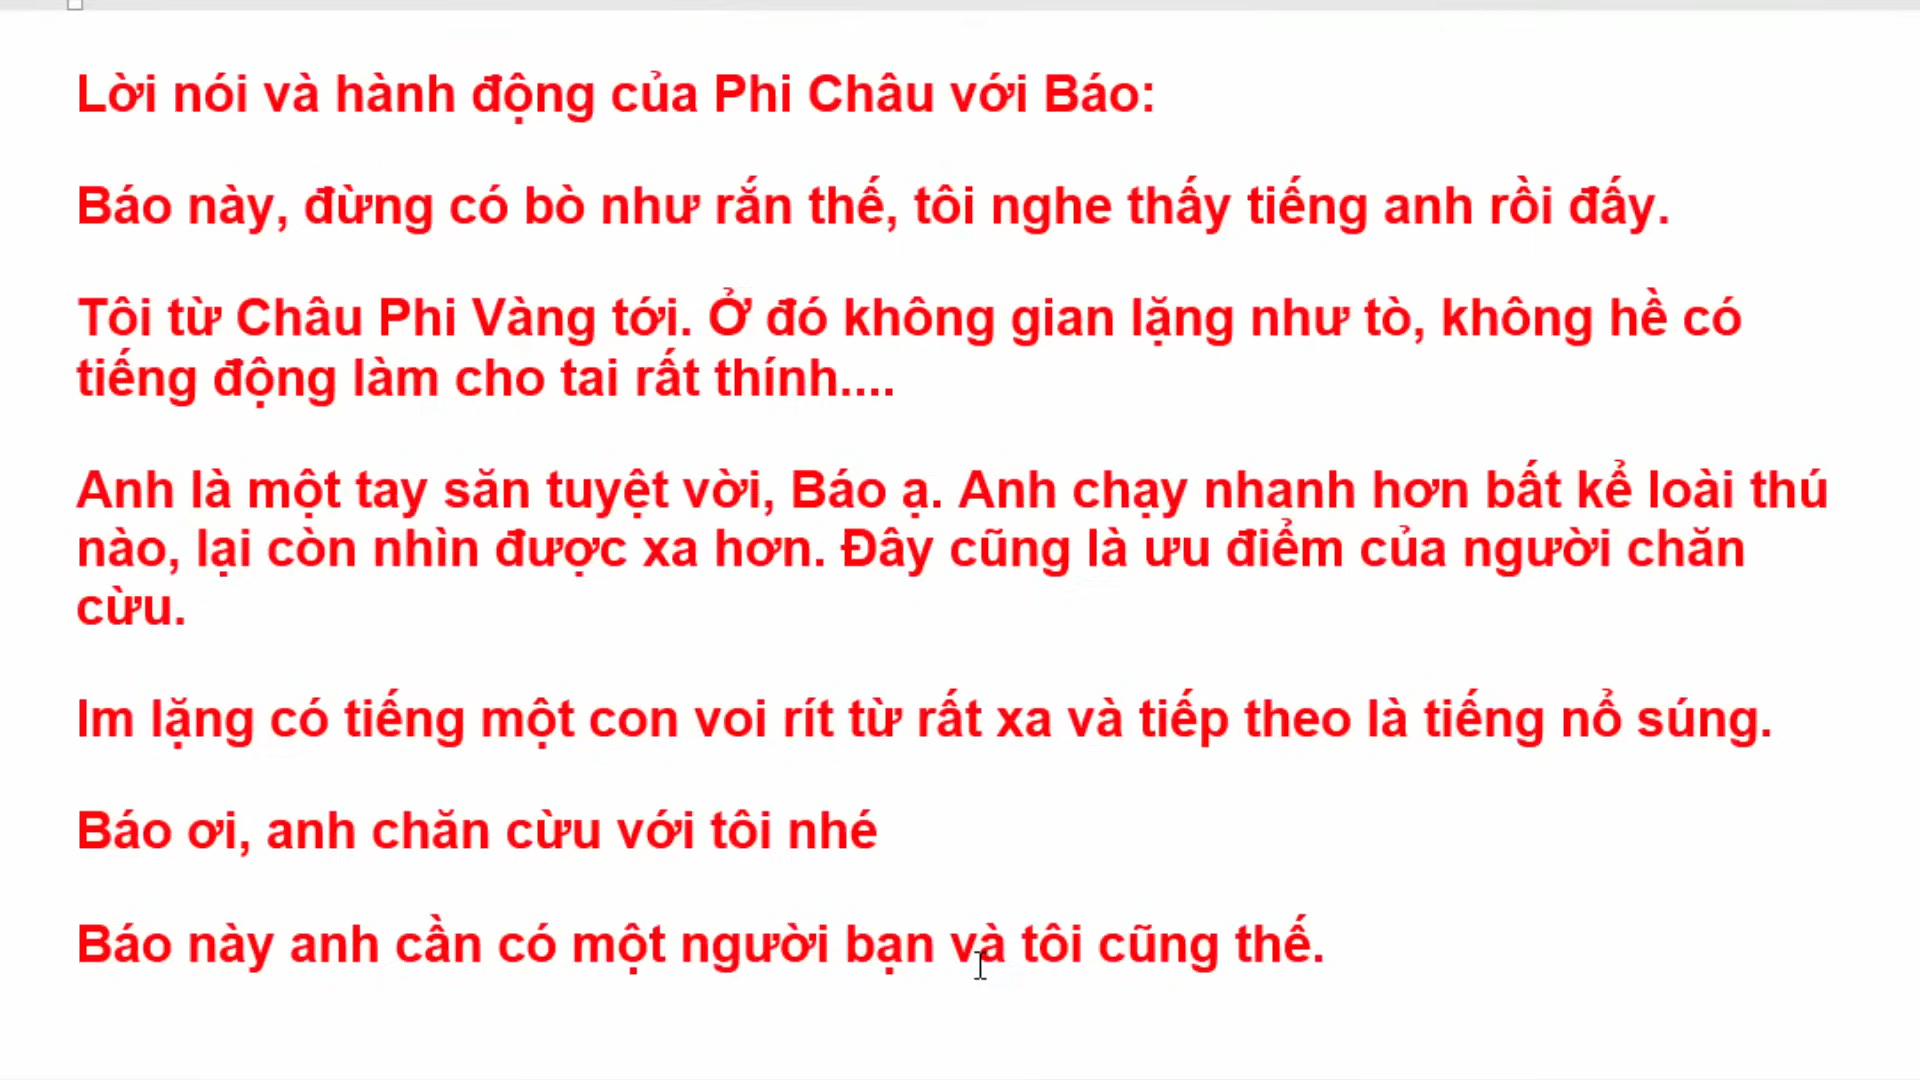 Lời nói và hành động của Phi Châu với Báo:
Báo này, đừng có bò như rắn thế, tôi nghe thấy tiếng anh rồi đấy.
Tôi từ Châu Phi Vàng tới. Ở đó không gian lặng như tò, không hề có
tiếng động làm cho tai rất thính....
Anh là một tay săn tuyệt vời, Báo ạ. Anh chạy nhanh hơn bất kể loài thú
nào, lại còn nhìn được xa hơn. Đây cũng là ưu điểm của người chăn
cừu.
Im lặng có tiếng một con voi rít từ rất xa và tiếp theo là tiếng nổ súng.
Báo ơi, anh chăn cừu với tôi nhé
Báo này anh cần có một người bạn và tôi cũng thế.